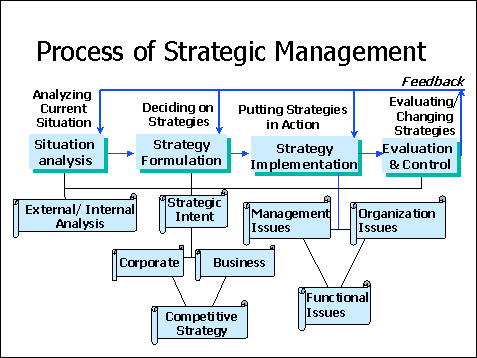 Process of Strategic Management
Feedback
Analyzing
Current
Situation
Deciding on
Strategies
Putting Strategies
in Action
Evaluating/
Changing
Strategies
Situation
analysis
Strategy
Formulation
Strategy
Implementation
Evaluation
& Control
External/ Internal
Analysis
Strategic
Intent
Management
Issues
Organization
Issues
Corporate
Business
Competitive
Strategy
Functional
Issues